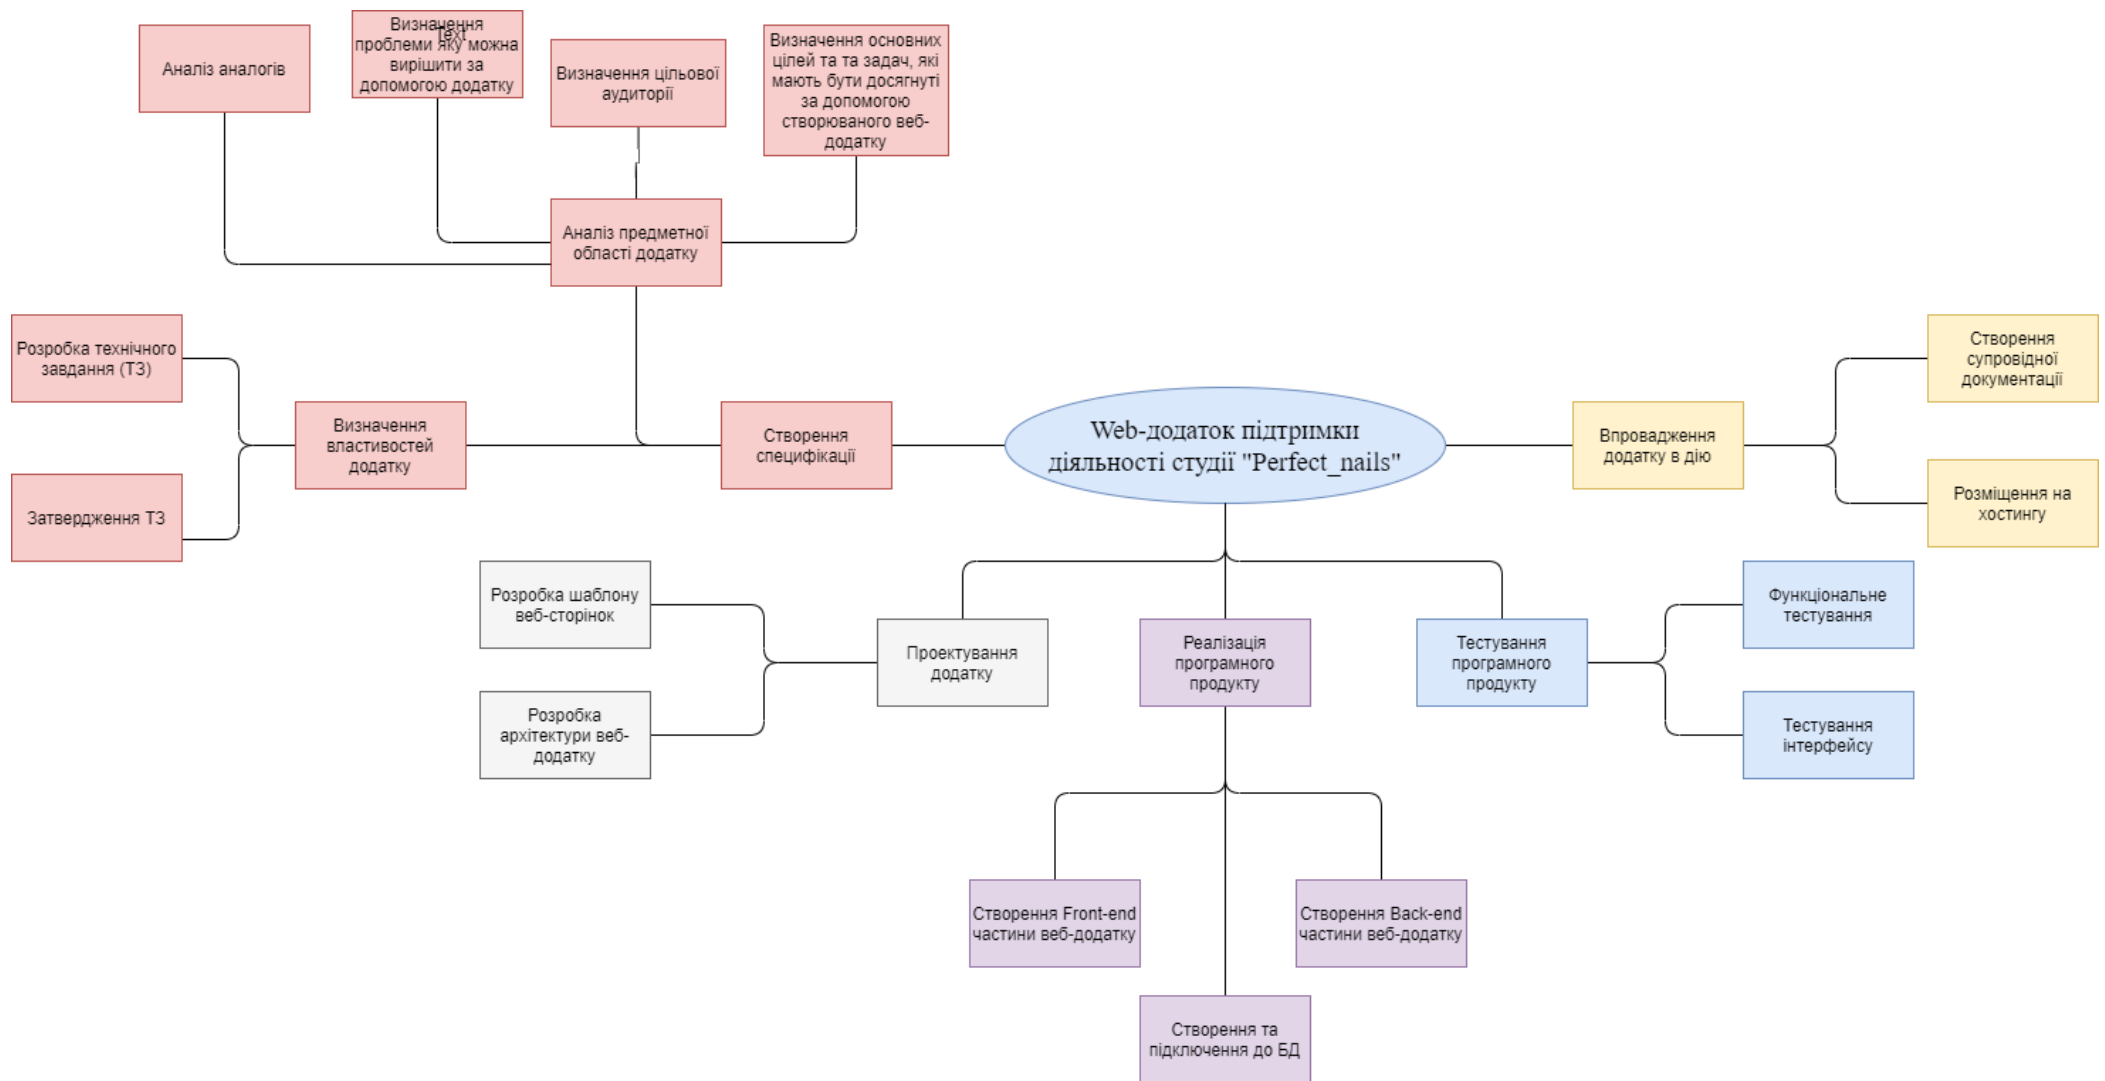 Аналіз аналогів
Визначення
Text
проблеми яку можна
вирішити за
допомогою додатку
Визначення цільової
аудиторії
Визначення основних
цілей та та задач, які
мають бути досягнуті
за допомогою
створюваного веб-
додатку
Аналіз предметної
області додатку
Розробка технічного
завдання (ТЗ)
Затвердження ТЗ
Визначення
властивостей
додатку
Створення
специфікації
Web-додаток підтримки
діяльності студії "Perfect_nails"
Впровадження
додатку в дію
Створення
супровідної
документації
Розміщення на
хостингу
Розробка шаблону
веб-сторінок
Розробка
архітектури веб-
додатку
Проектування
додатку
Реалізація
програмного
продукту
Тестування
програмного
продукту
Функціональне
тестування
Тестування
інтерфейсу
Створення Front-end
частини веб-додатку
Створення Back-end
частини веб-додатку
Створення та
підключення до БД